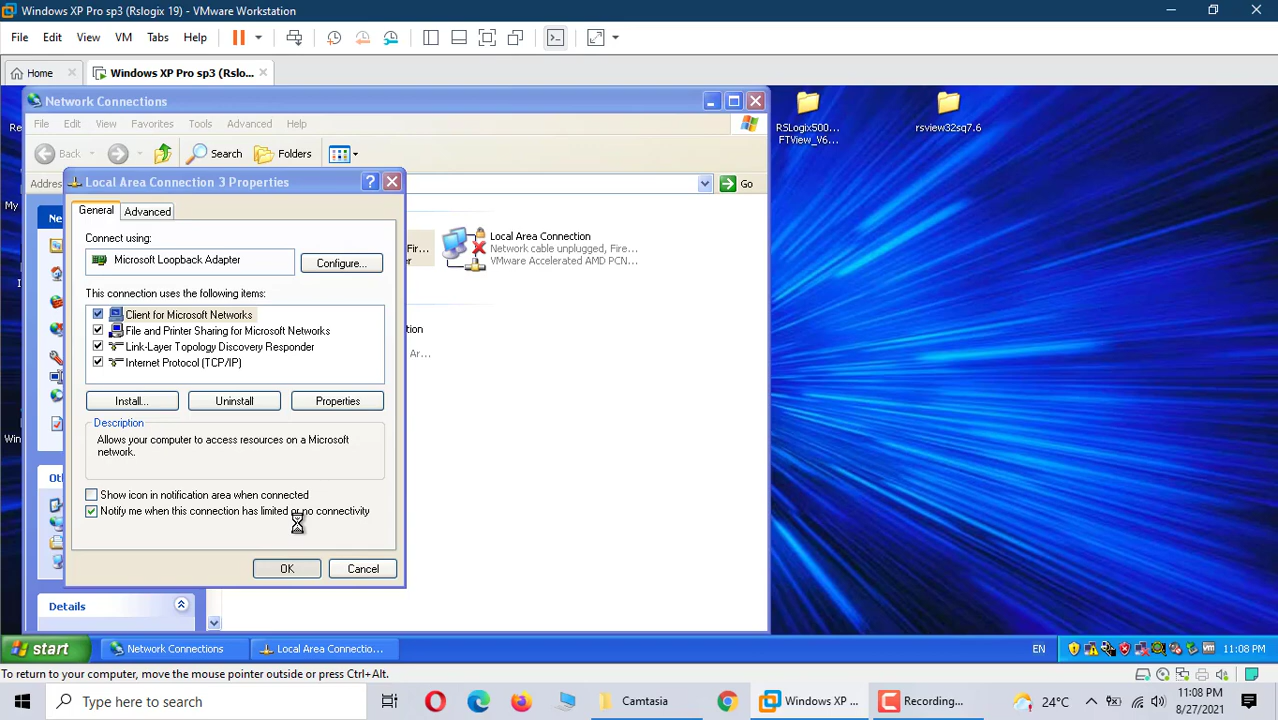 Windows XP Pro sp3 (Rslogix 19) - VMware Workstation
File Edit View VM Tabs Help
Home Windows XP Pro sp3 (Rslo...
Network Connections
File Edit View Favorites Tools Advanced Help
Back Search Folders
Address Go
RSLogix500...
FTView_V6...
rsview32sq7.6
Local Area Connection 3 Properties
General Advanced
Connect using:
Microsoft Loopback Adapter Configure...
This connection uses the following items:
Client for Microsoft Networks
File and Printer Sharing for Microsoft Networks
Link-Layer Topology Discovery Responder
Internet Protocol (TCP/IP)
Install... Uninstall Properties
Description
Allows your computer to access resources on a Microsoft
network.
Show icon in notification area when connected
Notify me when this connection has limited or no connectivity
OK Cancel
Local Area Connection
Network cable unplugged, Fire...
VMware Accelerated AMD PCN...
Details
start Network Connections Local Area Connectio... EN 11:08 PM
To return to your computer, move the mouse pointer outside or press Ctrl+Alt.
Type here to search Camtasia Windows XP ... Recording... 24°C
11:08 PM
8/27/2021